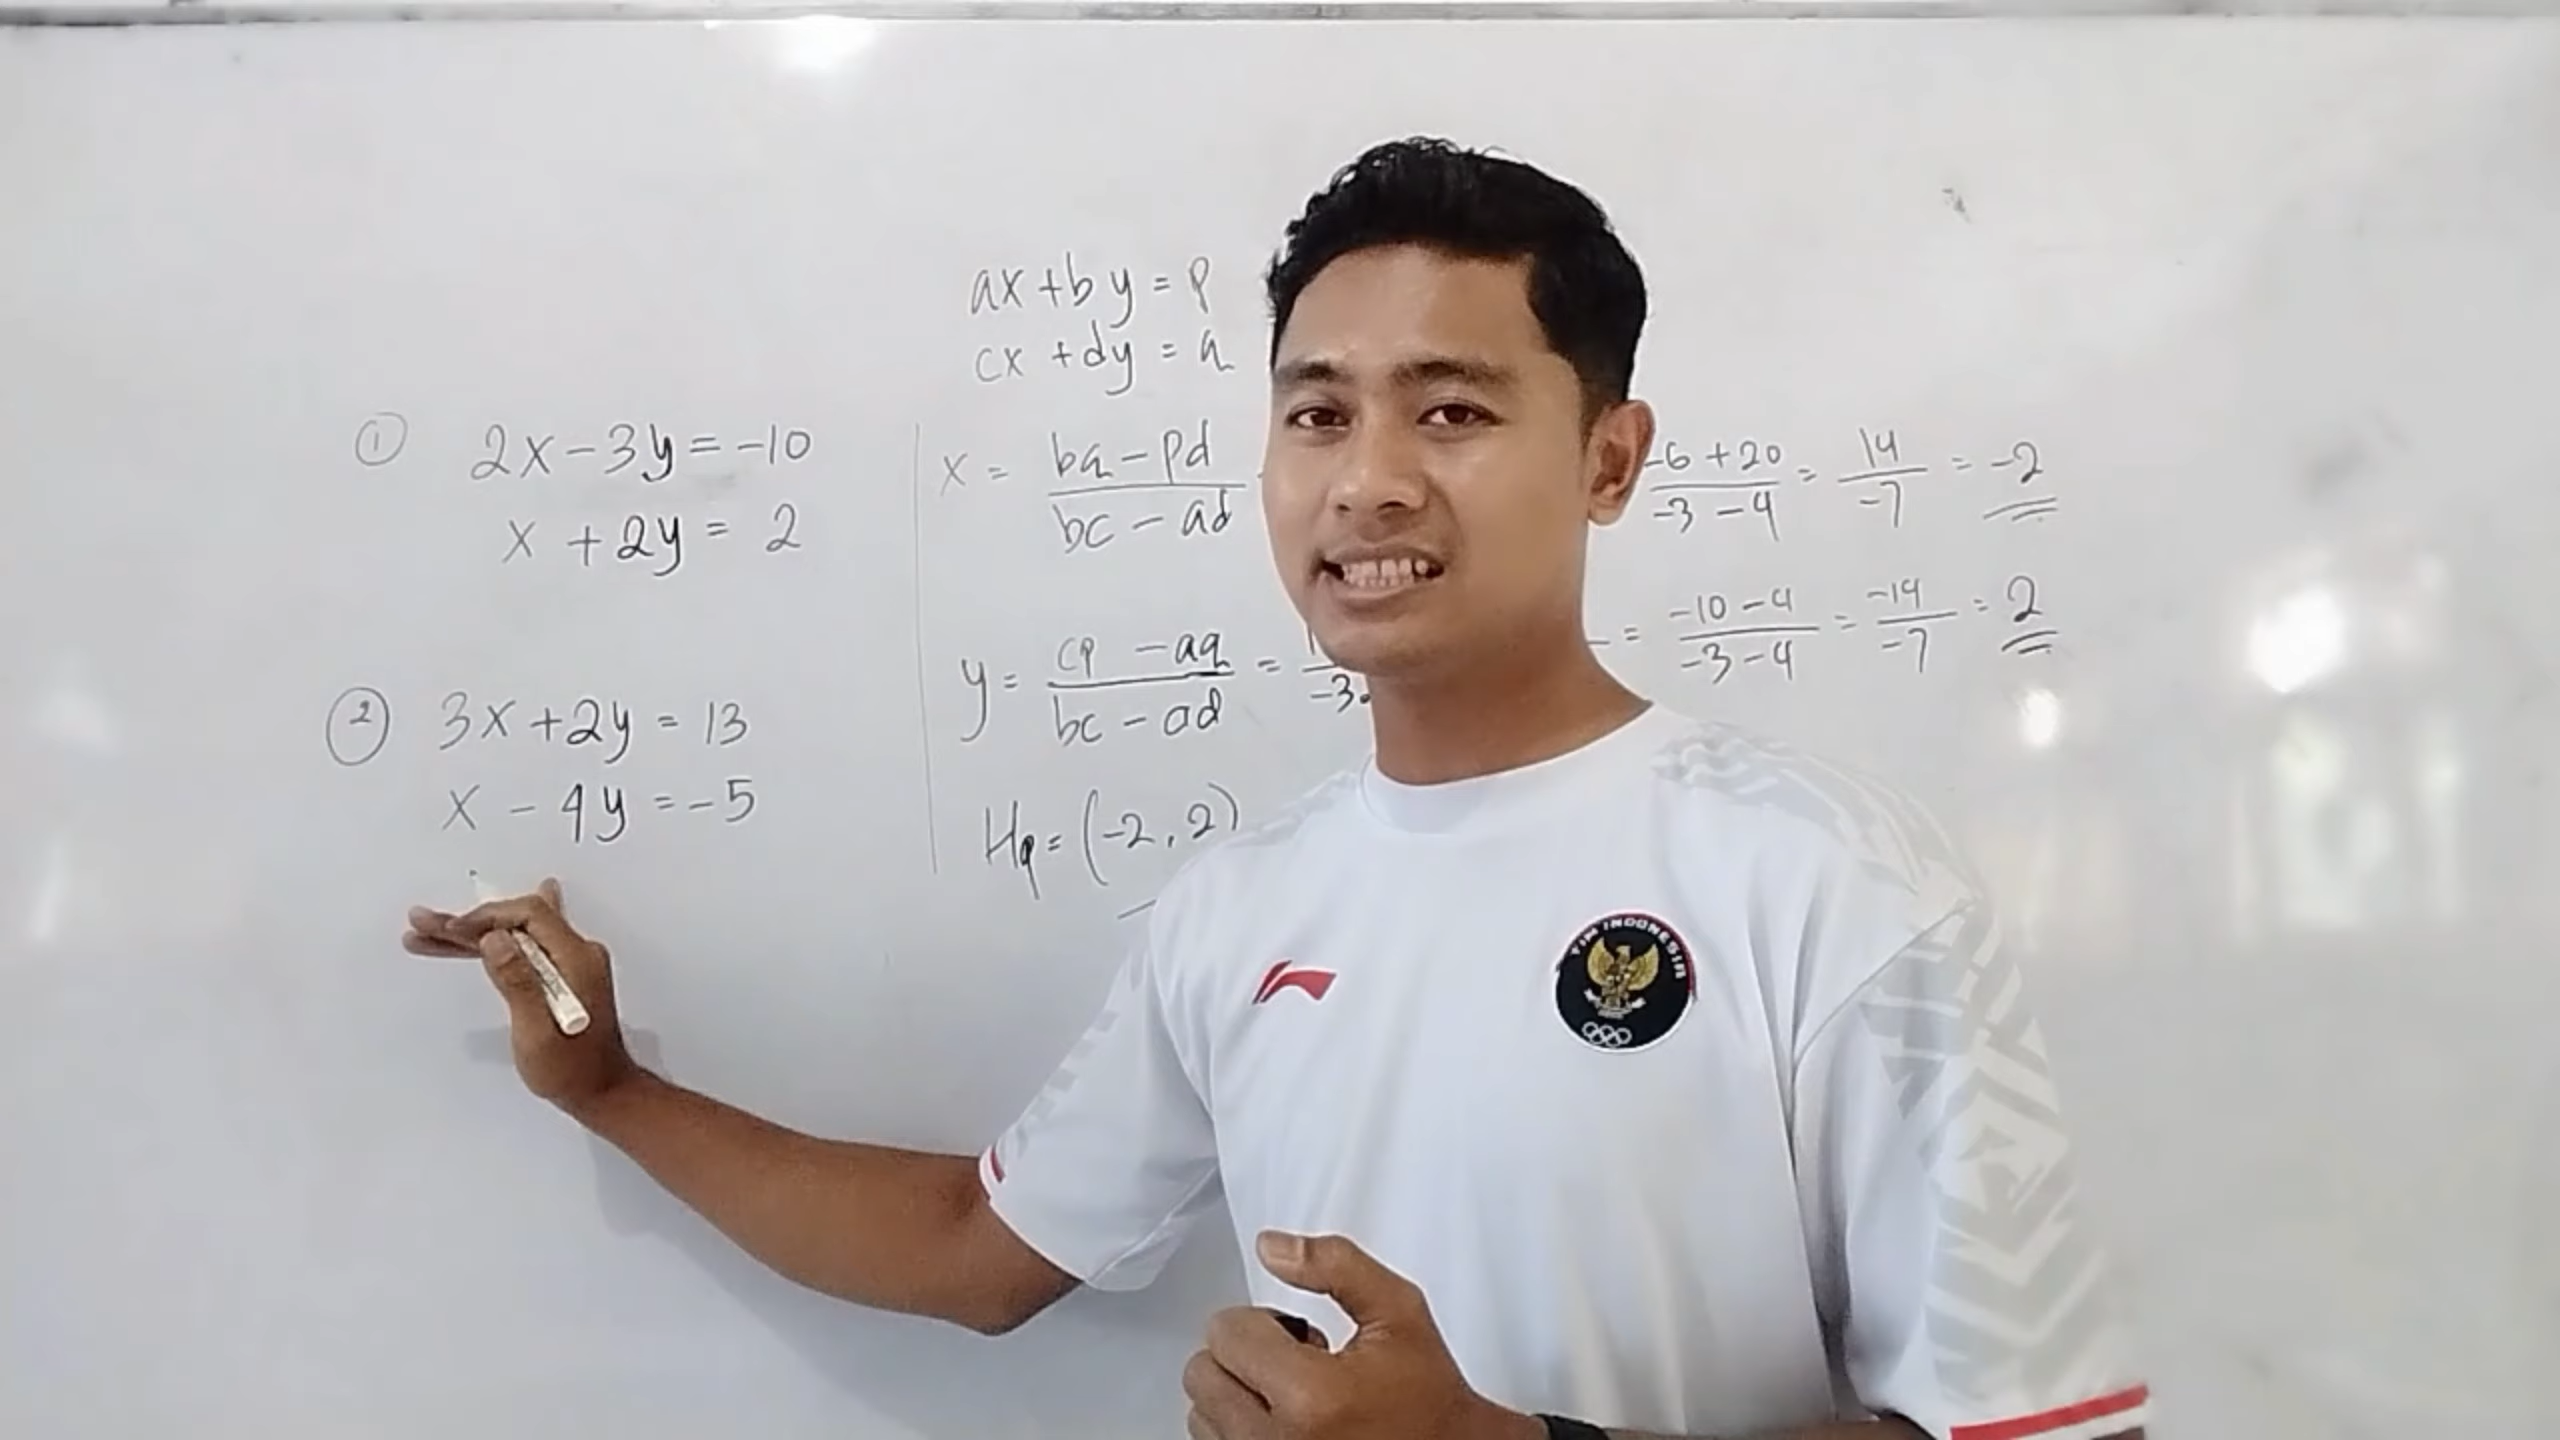 ax + by = p
cx + dy = q
① 2x - 3y = -10
x + 2y = 2
② 3x + 2y = 13
x - 4y = -5
x = (bq - pd)/(bc - ad)
(-6 + 20)/(-3 - 4) = 14/-7 = -2
y = (cp - aq)/(bc - ad) =
= (-10 - 4)/(-3 - 4) = -14/-7 = 2
Hp = (-2, 2)
TIM INDONESIA